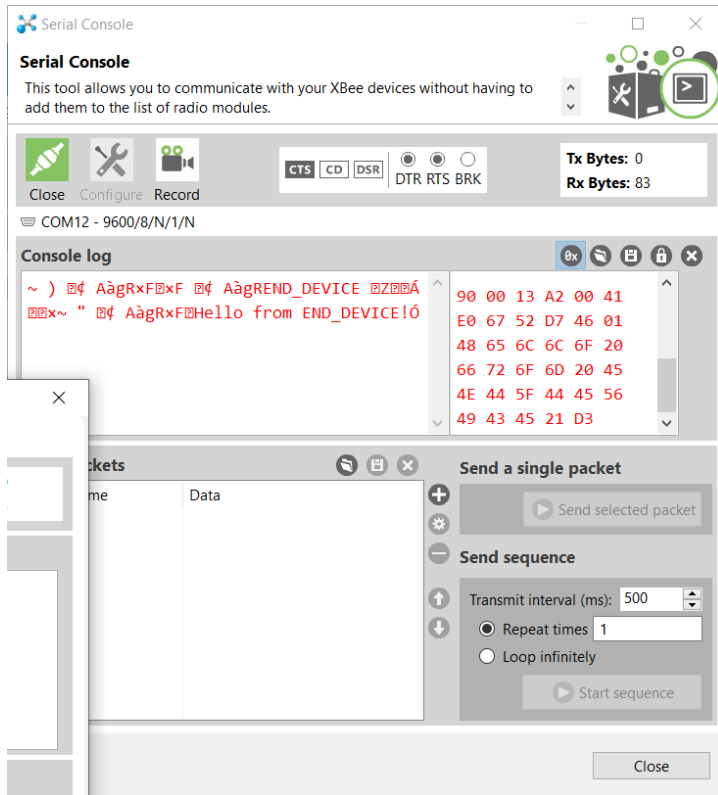 Serial Console
Serial Console
This tool allows you to communicate with your XBee devices without having to
add them to the list of radio modules.
Close Configure Record
CTS CD DSR
DTR RTS BRK
Tx Bytes: 0
Rx Bytes: 83
COM12 - 9600/8/N/1/N
Console log
~ ) ⍰¢ AàgR×F⍰×F ⍰¢ AàgREND_DEVICE ⍰Z⍰⍰Á
⍰⍰×~ " ⍰¢ AàgR×F⍰Hello from END_DEVICE!Ó
90 00 13 A2 00 41
E0 67 52 D7 46 01
48 65 6C 6C 6F 20
66 72 6F 6D 20 45
4E 44 5F 44 45 56
49 43 45 21 D3
ckets
me Data
Send a single packet
Send selected packet
Send sequence
Transmit interval (ms): 500
Repeat times 1
Loop infinitely
Start sequence
Close